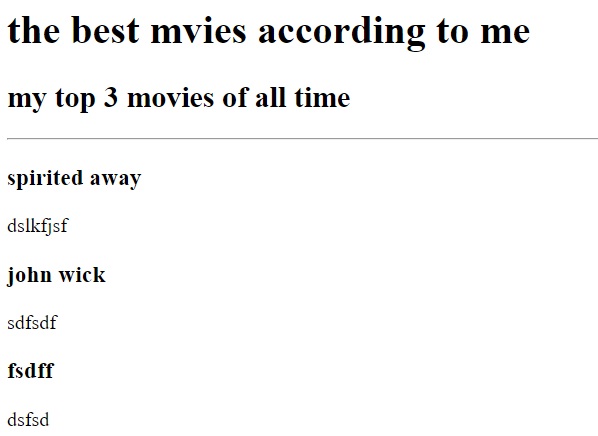 the best mvies according to me
my top 3 movies of all time
spirited away
dslkfjsf
john wick
sdfsdf
fsdff
dsfsd